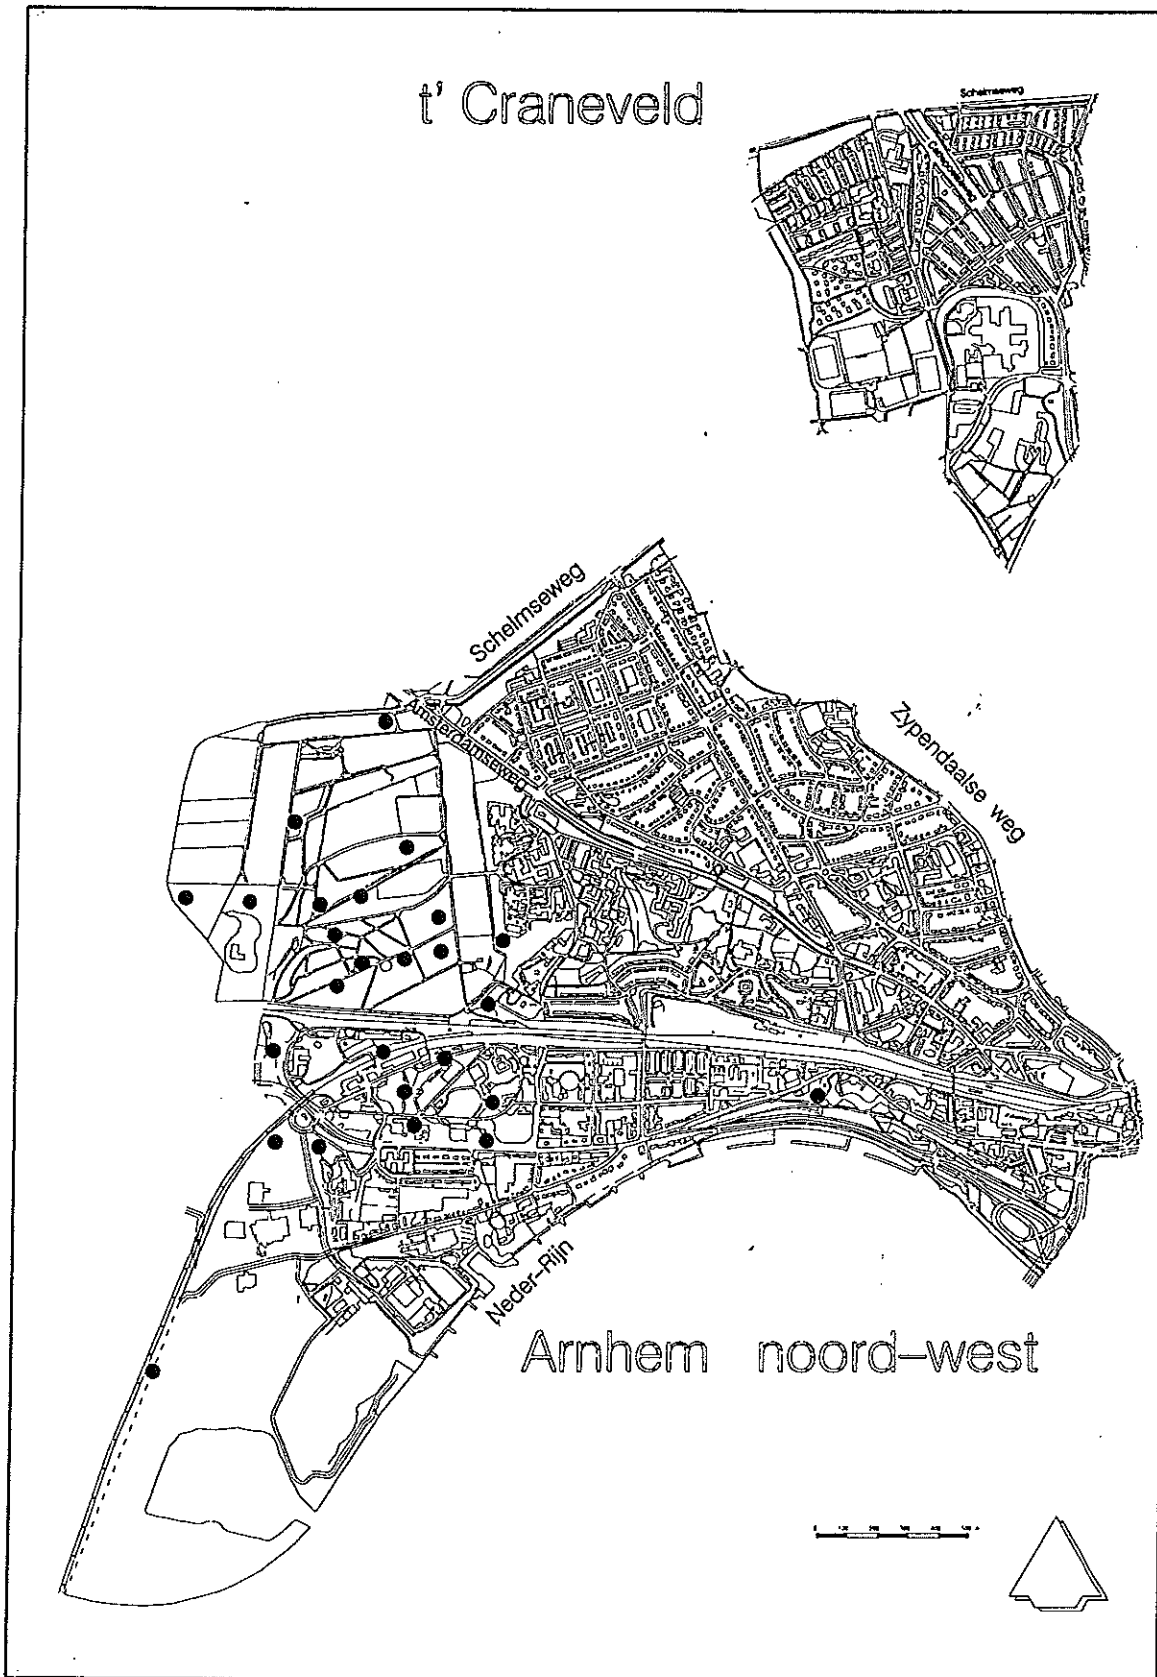 t' Craneveld
Schelmseweg
Schelmseweg
Amsterdamseweg
Zypendaalse weg
Neder-Rijn
Arnhem noord-west